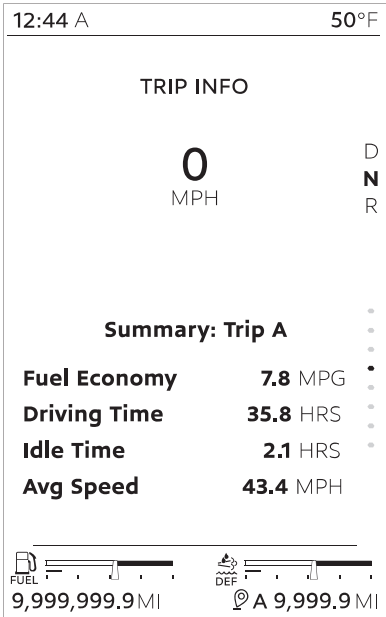 12:44 A 50°F
TRIP INFO
0
MPH
D
N
R
Summary: Trip A
Fuel Economy 7.8 MPG
Driving Time 35.8 HRS
Idle Time 2.1 HRS
Avg Speed 43.4 MPH
FUEL DEF
9,999,999.9 MI A 9,999.9 MI